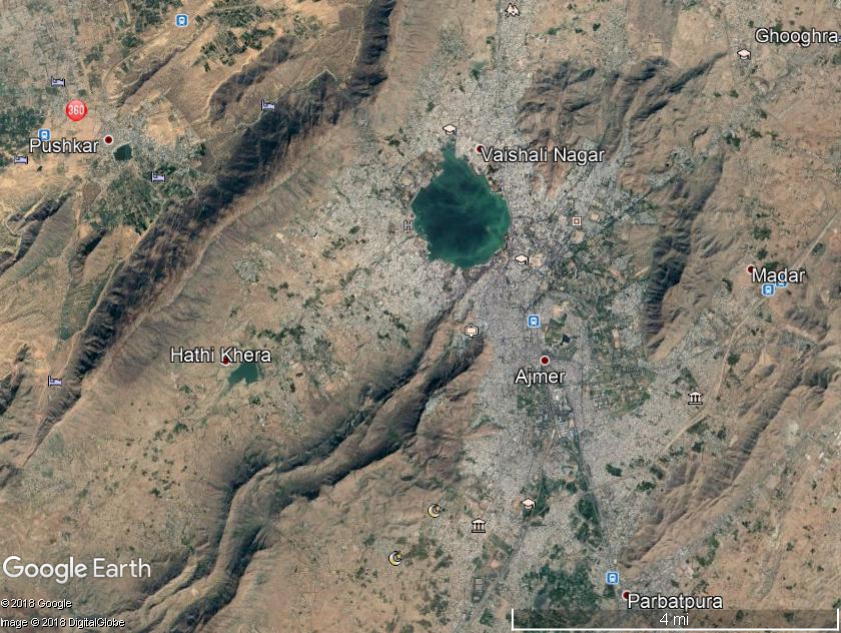 Ghooghra
360
Pushkar
Vaishali Nagar
H
Madar
Hathi Khera
Ajmer
Google Earth
© 2018 Google
Image © 2018 DigitalGlobe
Parbatpura
4 mi